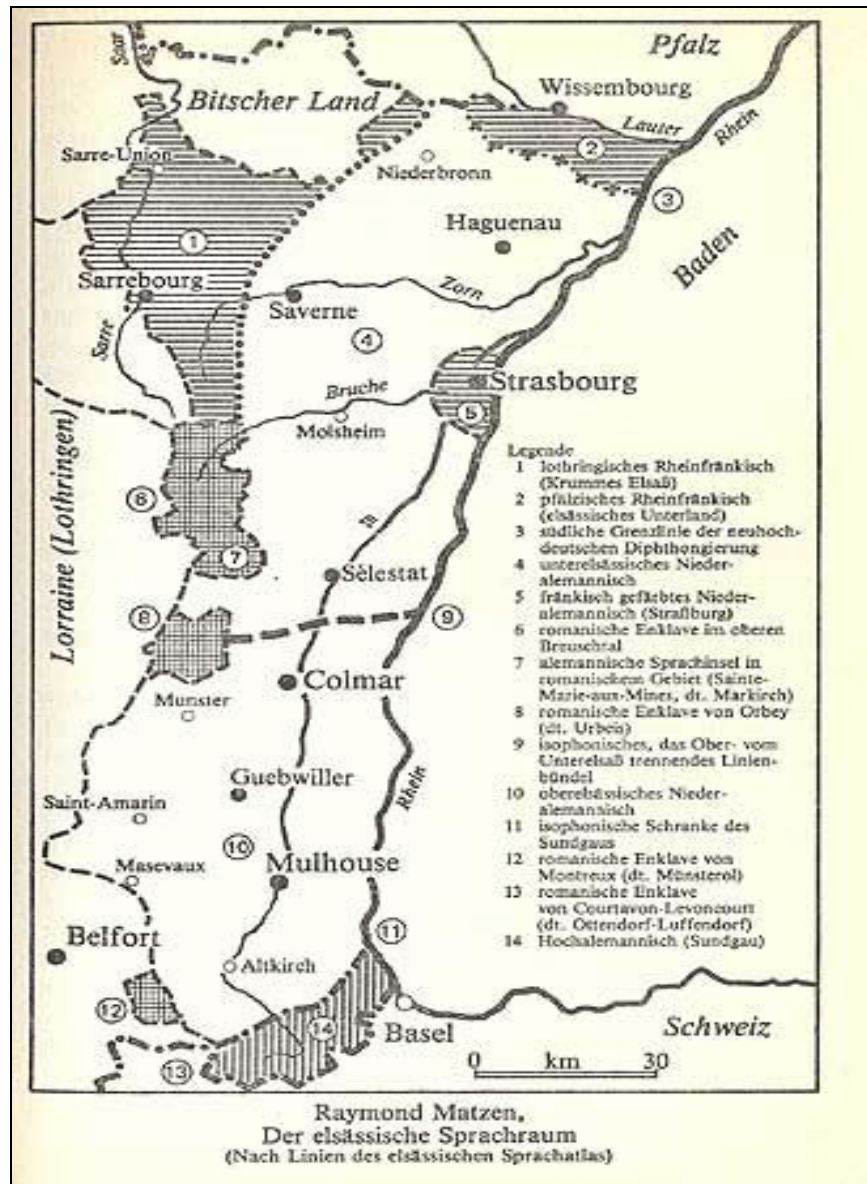 Pfalz
Saar
Bitscher Land
Wissembourg
Lauter
Rhein
Sarre-Union
Niederbronn
2
3
1
Haguenau
Baden
Sarrebourg
Saverne
Zorn
Sarre
4
Strasbourg
Bruche
5
Molsheim
Lorraine (Lothringen)
6
Ill
7
Sèlestat
8
9
Colmar
Munster
Guebwiller
Rhein
Saint-Amarin
10
Mulhouse
Masevaux
11
Belfort
Altkirch
12
14
Basel
Schweiz
13
0 km 30
Legende
1 lothringisches Rheinfränkisch
(Krummes Elsaß)
2 pfälzisches Rheinfränkisch
(elsässisches Unterland)
3 südliche Grenzlinie der neuhoch-
deutschen Diphthongierung
4 unterelsässisches Nieder-
alemannisch
5 fränkisch gefärbtes Nieder-
alemannisch (Straßburg)
6 romanische Enklave im oberen
Breuschtal
7 alemannische Sprachinsel in
romanischem Gebiet (Sainte-
Marie-aux-Mines, dt. Markirch)
8 romanische Enklave von Orbey
(dt. Urbeis)
9 isophonisches, das Ober- vom
Unterelsaß trennendes Linien-
bündel
10 oberelsässisches Nieder-
alemannisch
11 isophonische Schranke des
Sundgaus
12 romanische Enklave von
Montreux (dt. Münsterol)
13 romanische Enklave
von Courtavon-Levoncourt
(dt. Ottendorf-Luffendorf)
14 Hochalemannisch (Sundgau)
Raymond Matzen,
Der elsässische Sprachraum
(Nach Linien des elsässischen Sprachatlas)